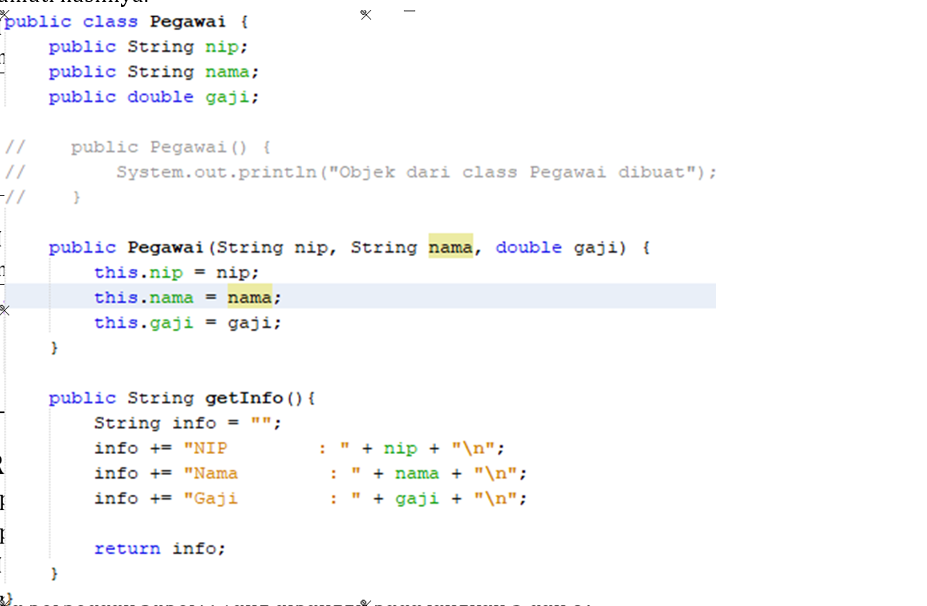 public class Pegawai {
    public String nip;
    public String nama;
    public double gaji;
//    public Pegawai() {
//        System.out.println("Objek dari class Pegawai dibuat");
//    }
    public Pegawai(String nip, String nama, double gaji) {
        this.nip = nip;
        this.nama = nama;
        this.gaji = gaji;
    }
    public String getInfo(){
        String info = "";
        info += "NIP        : " + nip + "\n";
        info += "Nama        : " + nama + "\n";
        info += "Gaji        : " + gaji + "\n";
        return info;
    }
}